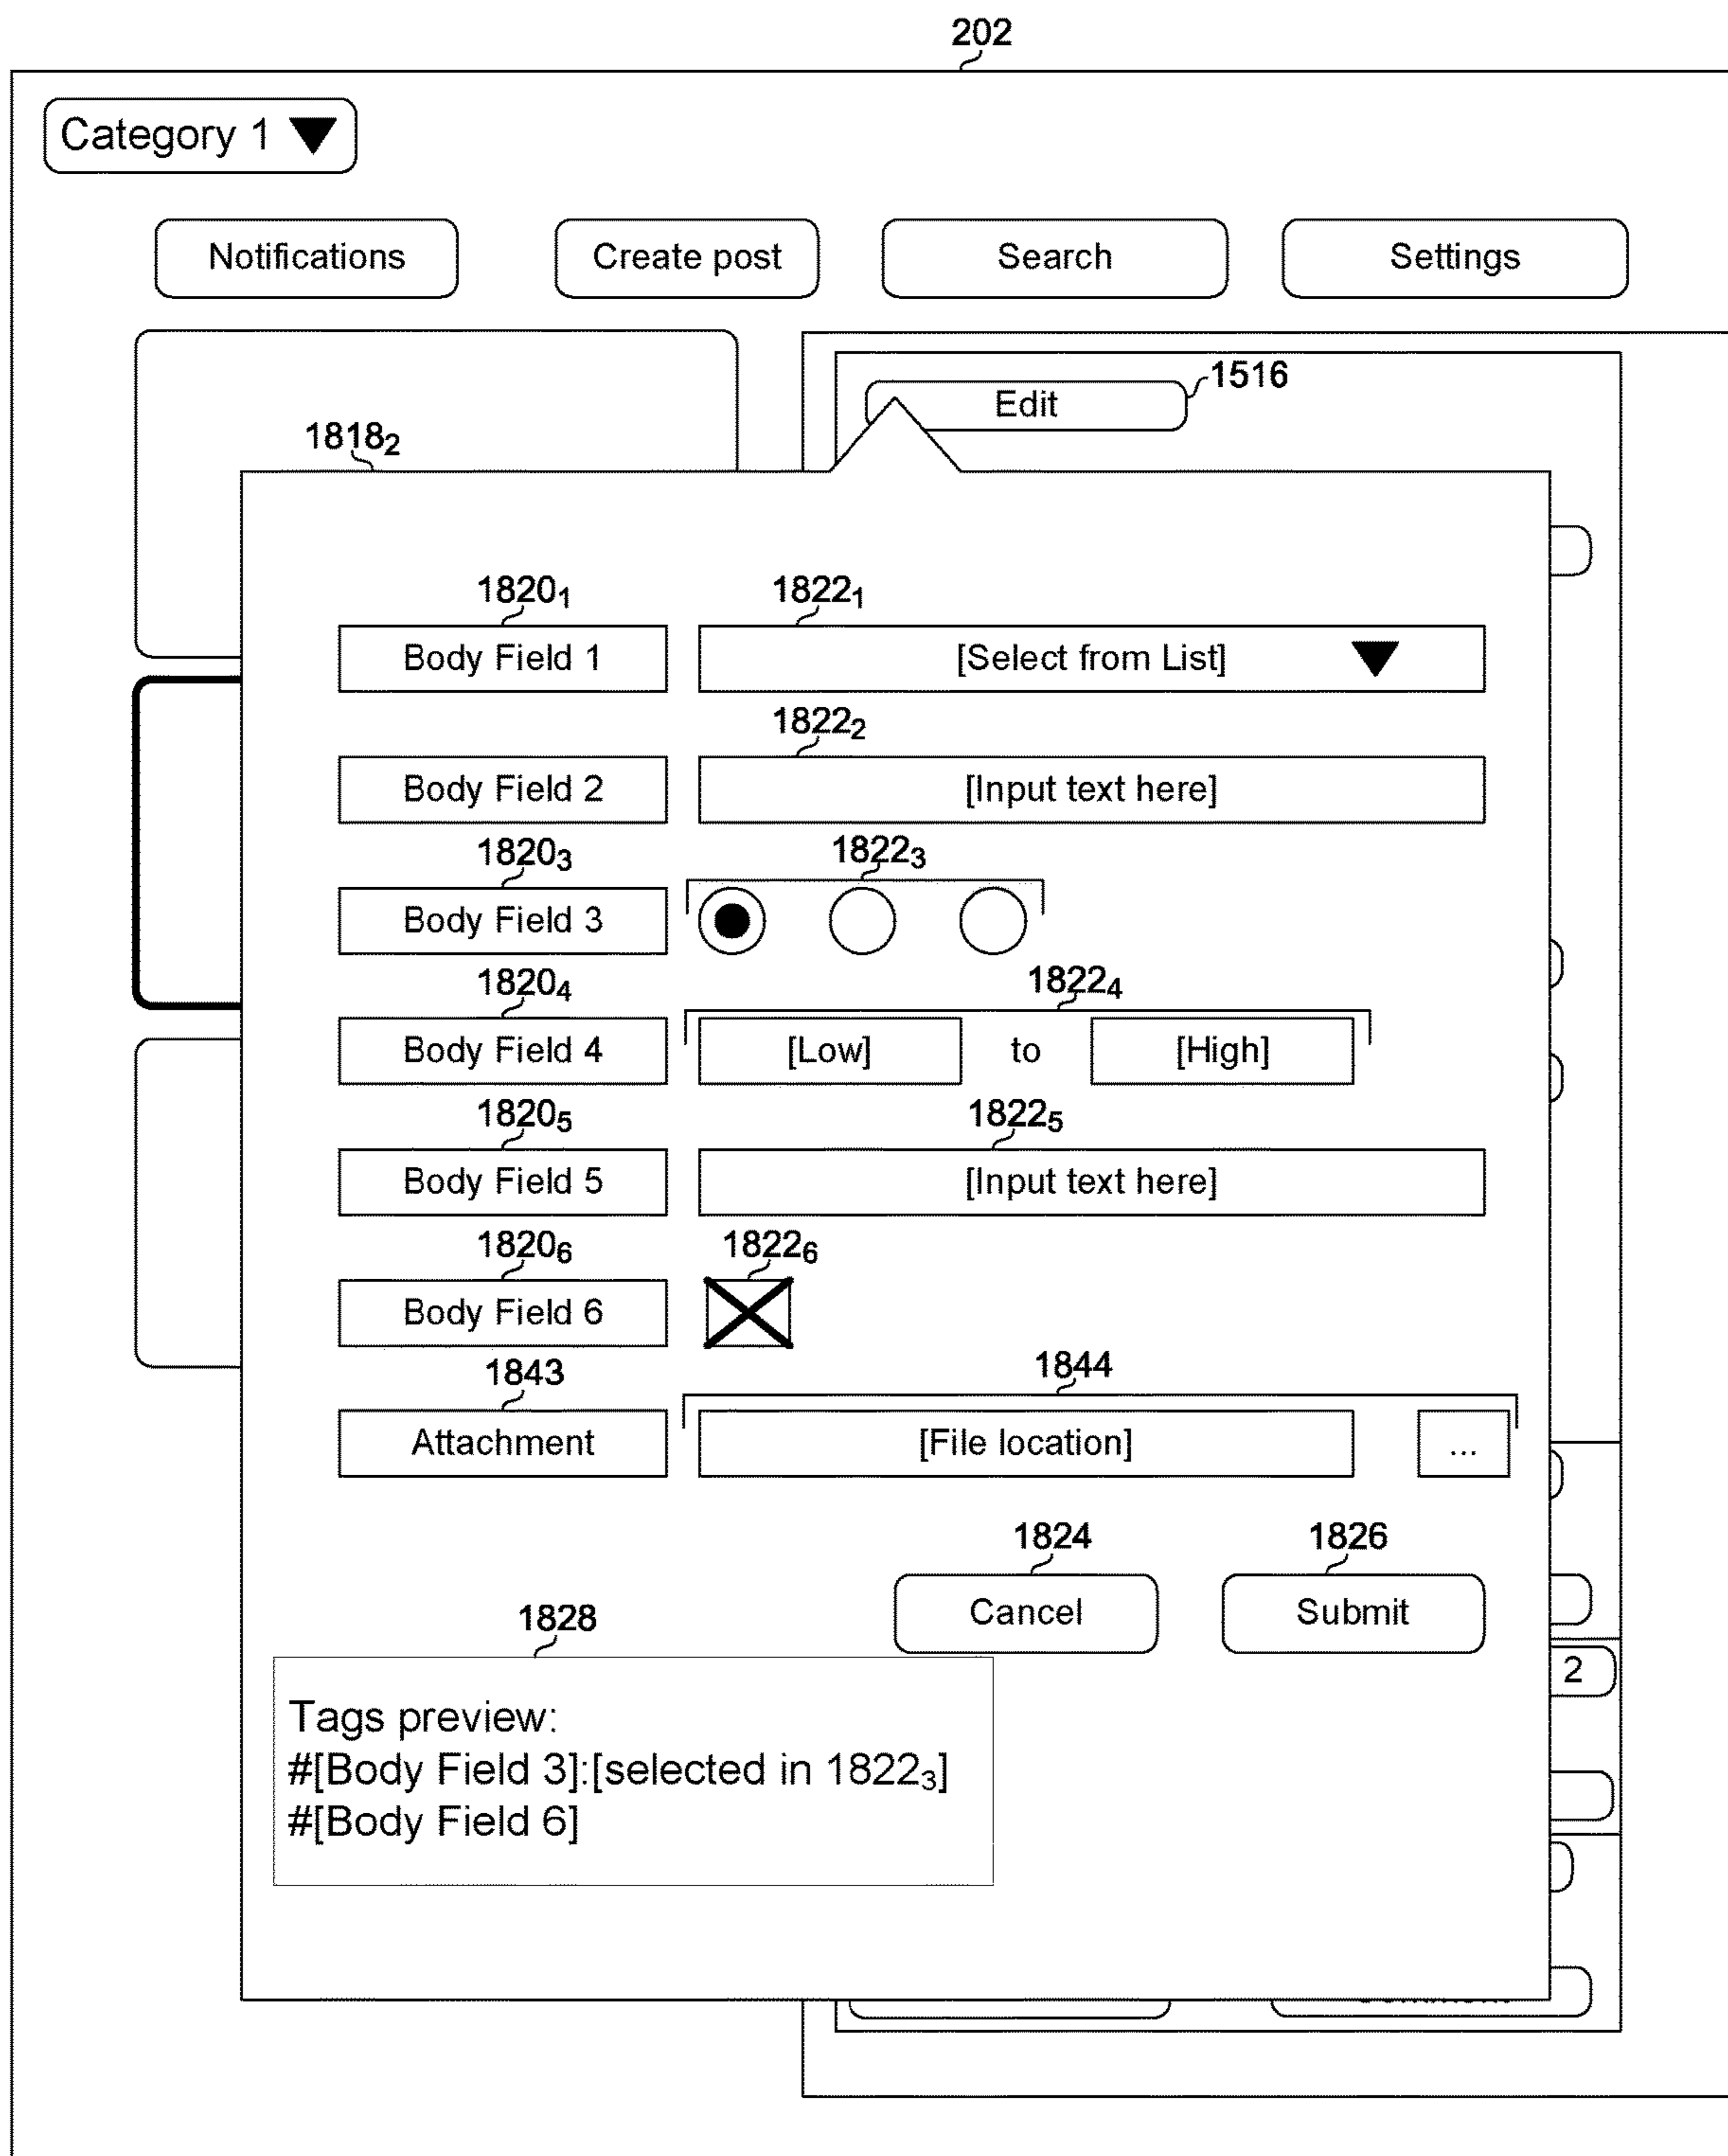 202
Category 1
Notifications Create post Search Settings
Edit 1516
1818₂
1820₁ 1822₁
Body Field 1 [Select from List]
1822₂
Body Field 2 [Input text here]
1820₃ 1822₃
Body Field 3
1820₄ 1822₄
Body Field 4 [Low] to [High]
1820₅ 1822₅
Body Field 5 [Input text here]
1820₆ 1822₆
Body Field 6
1843 1844
Attachment [File location] ...
1824 1826
Cancel Submit
1828
2
Tags preview:
#[Body Field 3]:[selected in 1822₃]
#[Body Field 6]